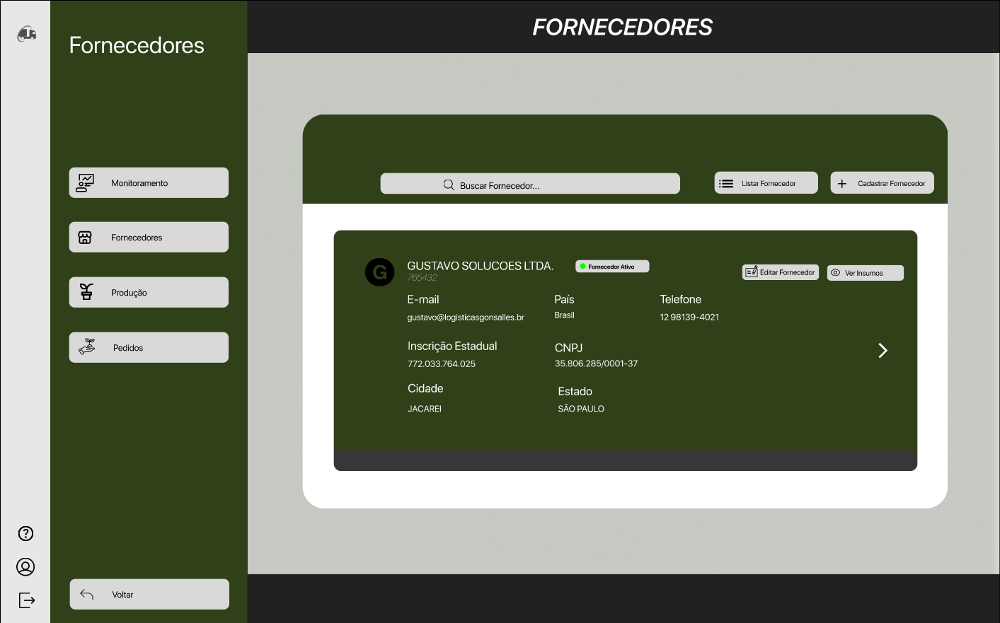 Fornecedores
FORNECEDORES
Monitoramento
Fornecedores
Produção
Pedidos
Voltar
Buscar Fornecedor...
Listar Fornecedor
Cadastrar Fornecedor
G
GUSTAVO SOLUCOES LTDA.
765432
Fornecedor Ativo
Editar Fornecedor
Ver Insumos
E-mail
gustavo@logisticasgonsalles.br
País
Brasil
Telefone
12 98139-4021
Inscrição Estadual
772.033.764.025
CNPJ
35.806.285/0001-37
Cidade
JACAREI
Estado
SÃO PAULO